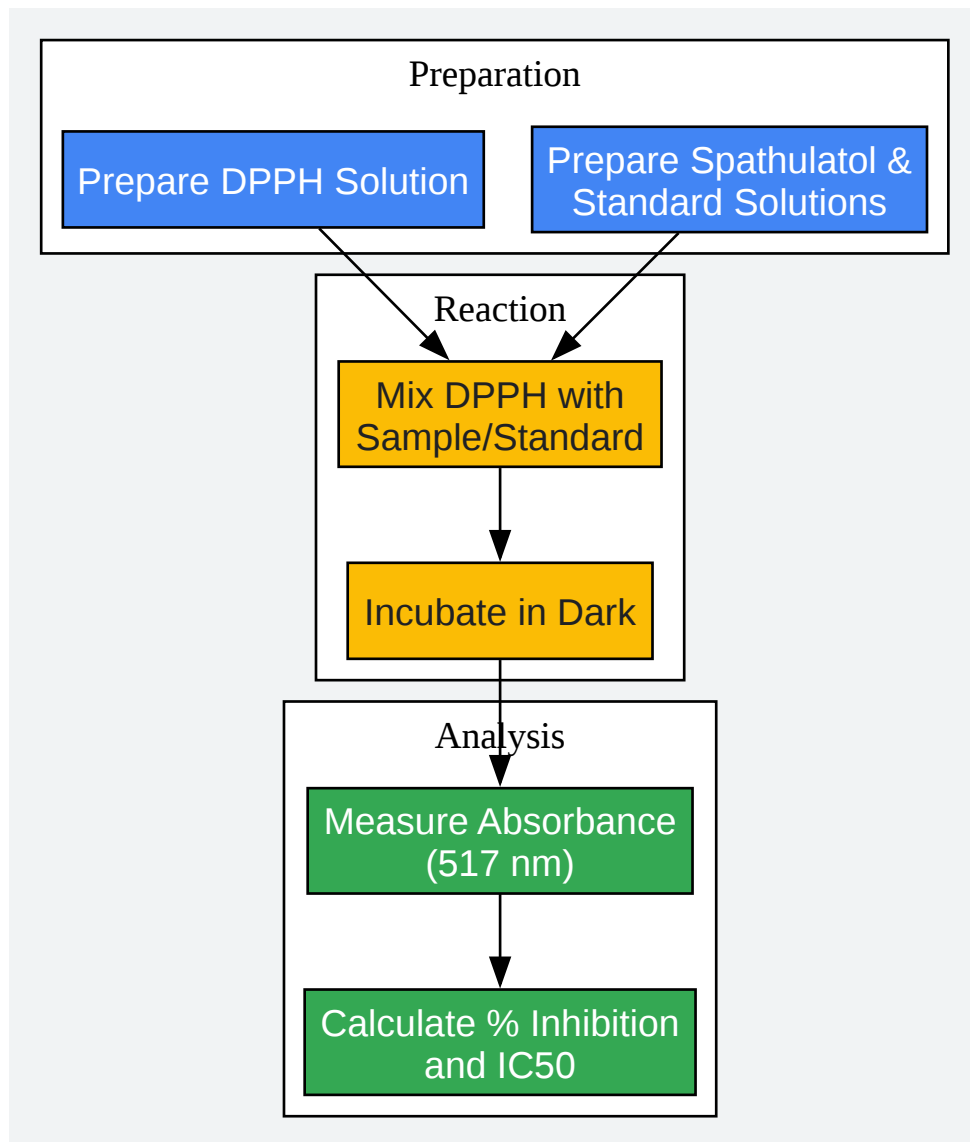 Preparation
Prepare DPPH Solution
Prepare Spathulatol &
Standard Solutions
Reaction
Mix DPPH with
Sample/Standard
Incubate in Dark
Analysis
Measure Absorbance
(517 nm)
Calculate % Inhibition
and IC50